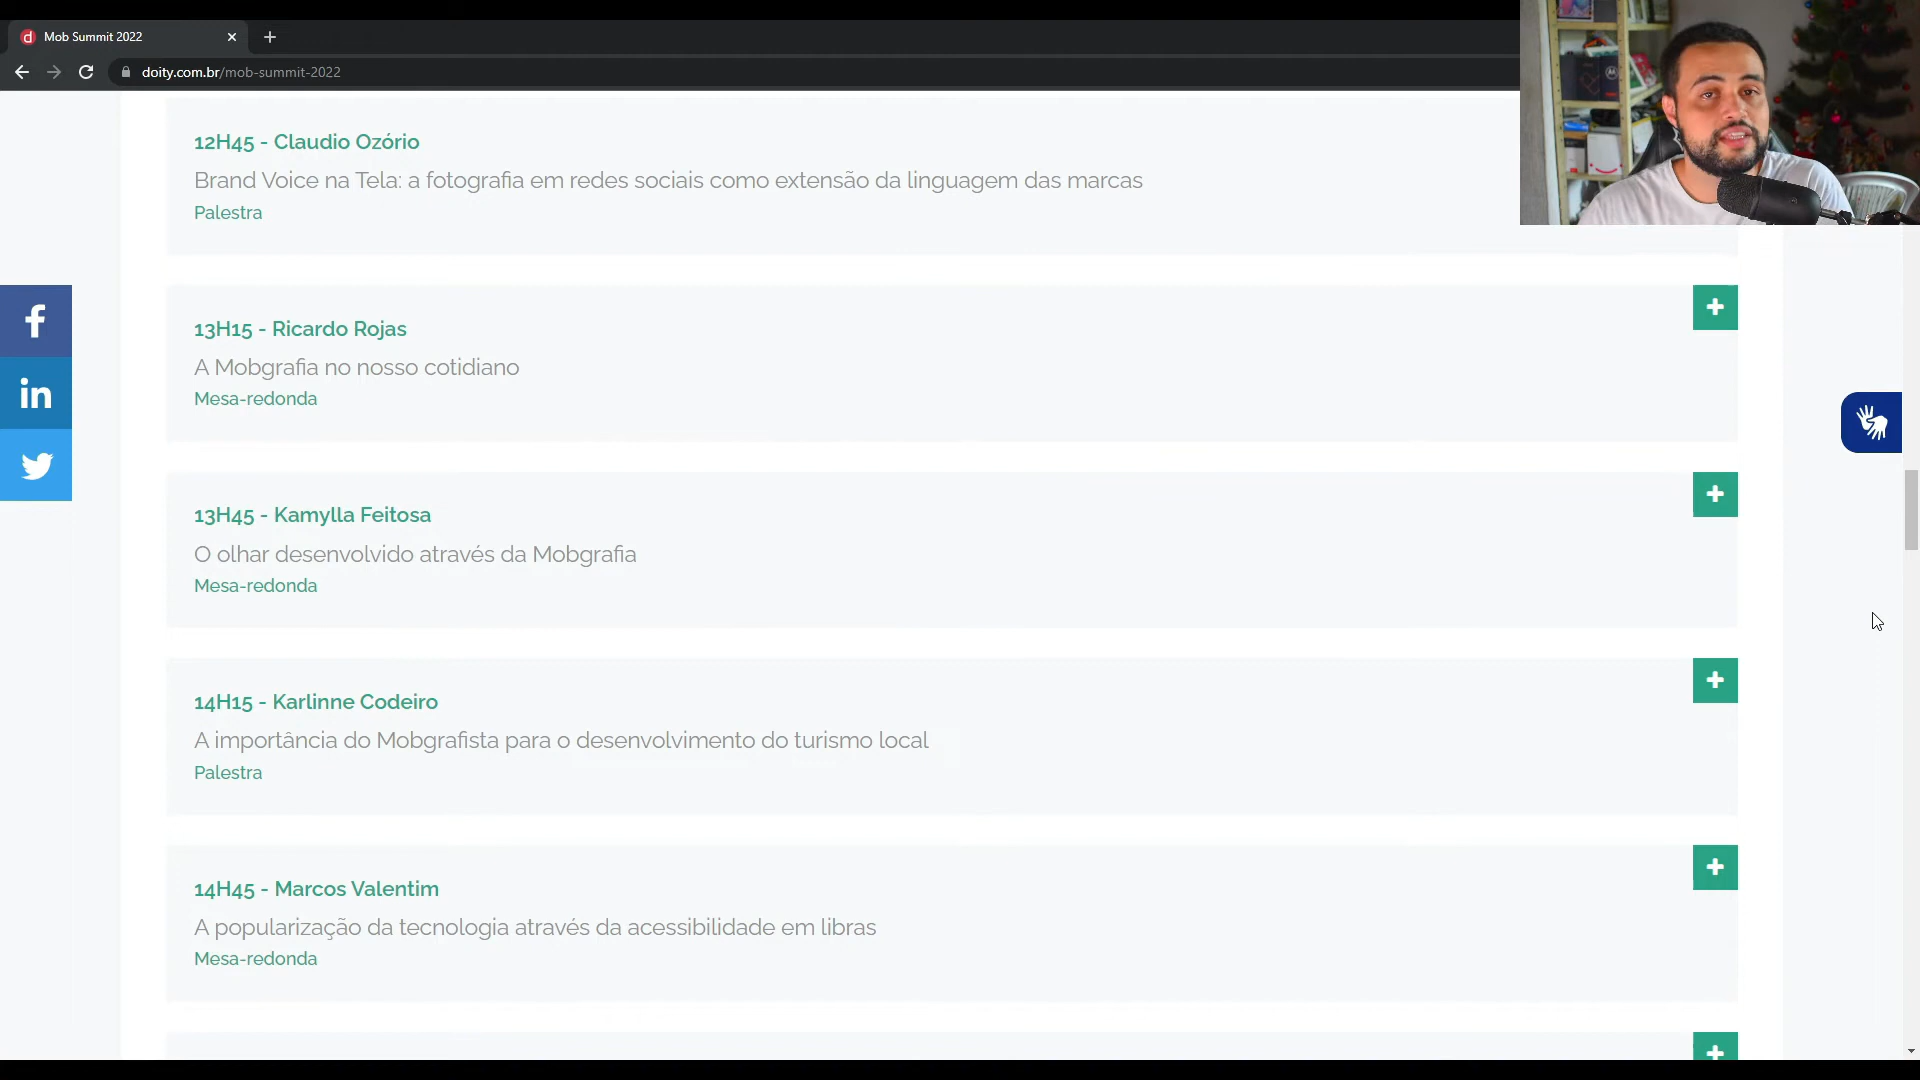 Mob Summit 2022
doity.com.br/mob-summit-2022
12H45 - Claudio Ozório
Brand Voice na Tela: a fotografia em redes sociais como extensão da linguagem das marcas
Palestra
13H15 - Ricardo Rojas
A Mobgrafia no nosso cotidiano
Mesa-redonda
13H45 - Kamylla Feitosa
O olhar desenvolvido através da Mobgrafia
Mesa-redonda
14H15 - Karlinne Codeiro
A importância do Mobgrafista para o desenvolvimento do turismo local
Palestra
14H45 - Marcos Valentim
A popularização da tecnologia através da acessibilidade em libras
Mesa-redonda